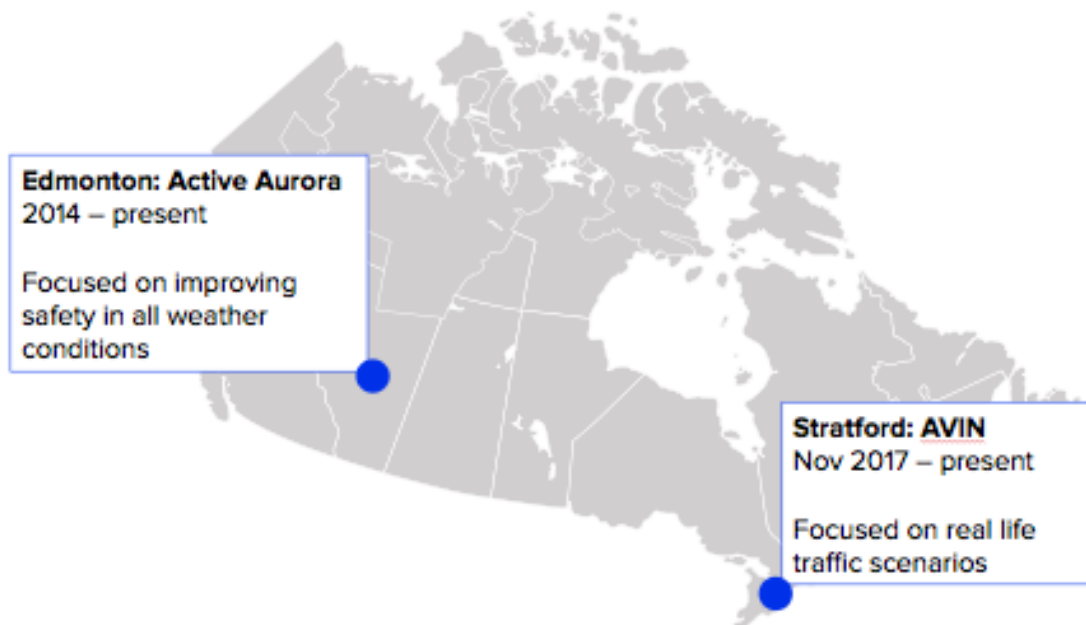 Edmonton: Active Aurora
2014 – present
Focused on improving
safety in all weather
conditions
Stratford: AVIN
Nov 2017 – present
Focused on real life
traffic scenarios